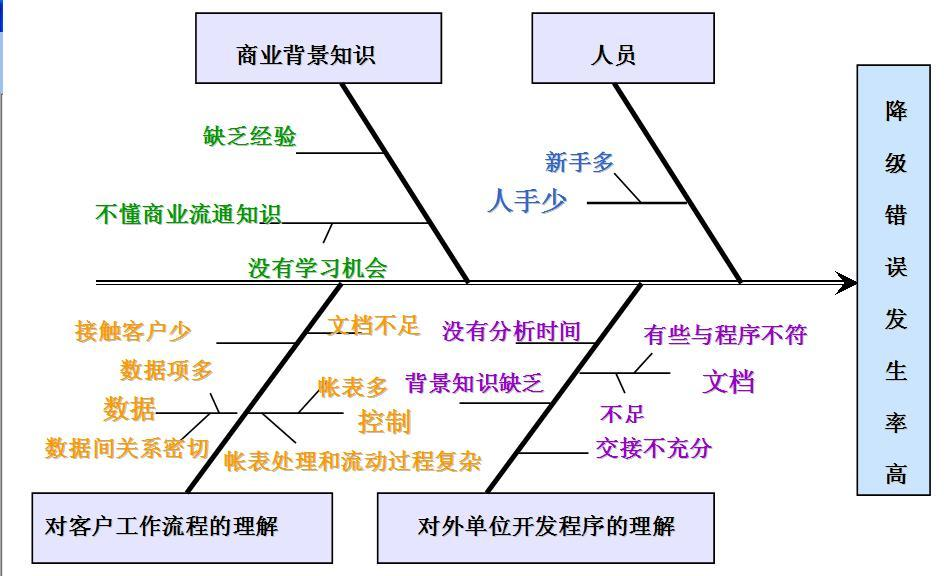 商业背景知识
人员
降级错误发生率高
缺乏经验
新手多
人手少
不懂商业流通知识
没有学习机会
接触客户少
文档不足
没有分析时间
有些与程序不符
数据项多
帐表多
背景知识缺乏
文档
数据
控制
不足
数据间关系密切
帐表处理和流动过程复杂
交接不充分
对客户工作流程的理解
对外单位开发程序的理解